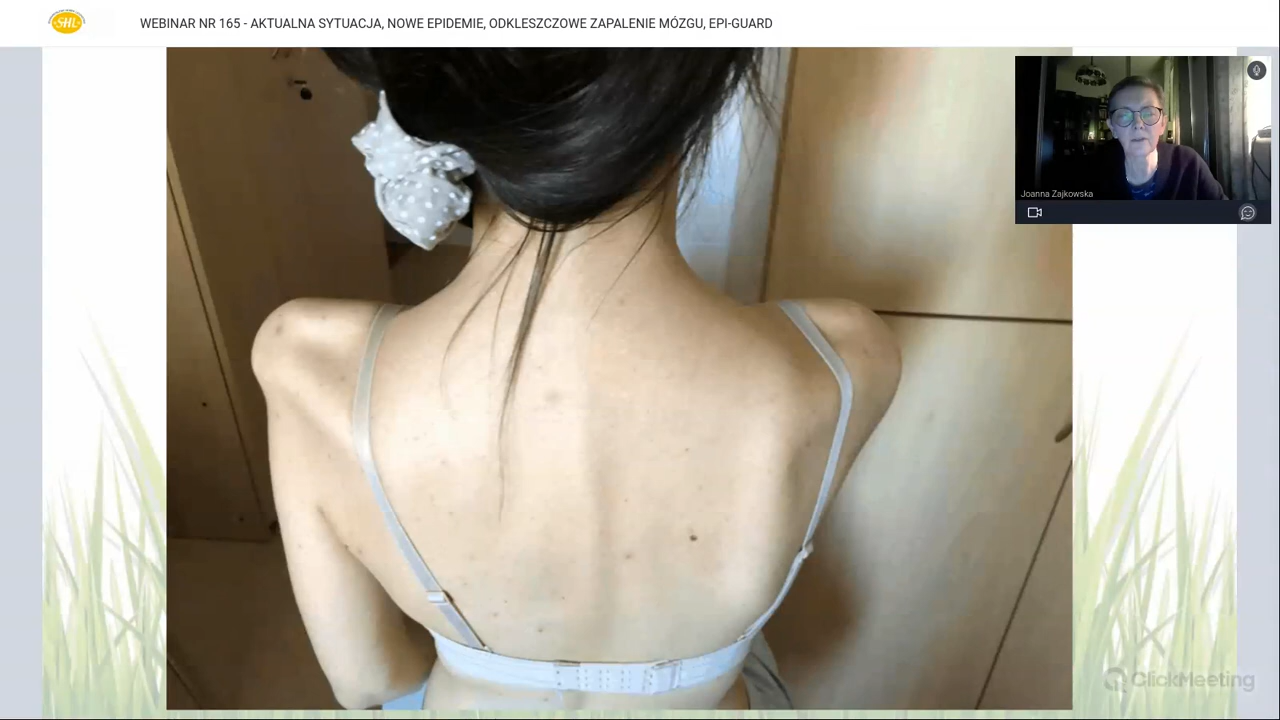 SHL
WEBINAR NR 165 - AKTUALNA SYTUACJA, NOWE EPIDEMIE, ODKLESZCZOWE ZAPALENIE MÓZGU, EPI-GUARD
Joanna Zajkowska
ClickMeeting